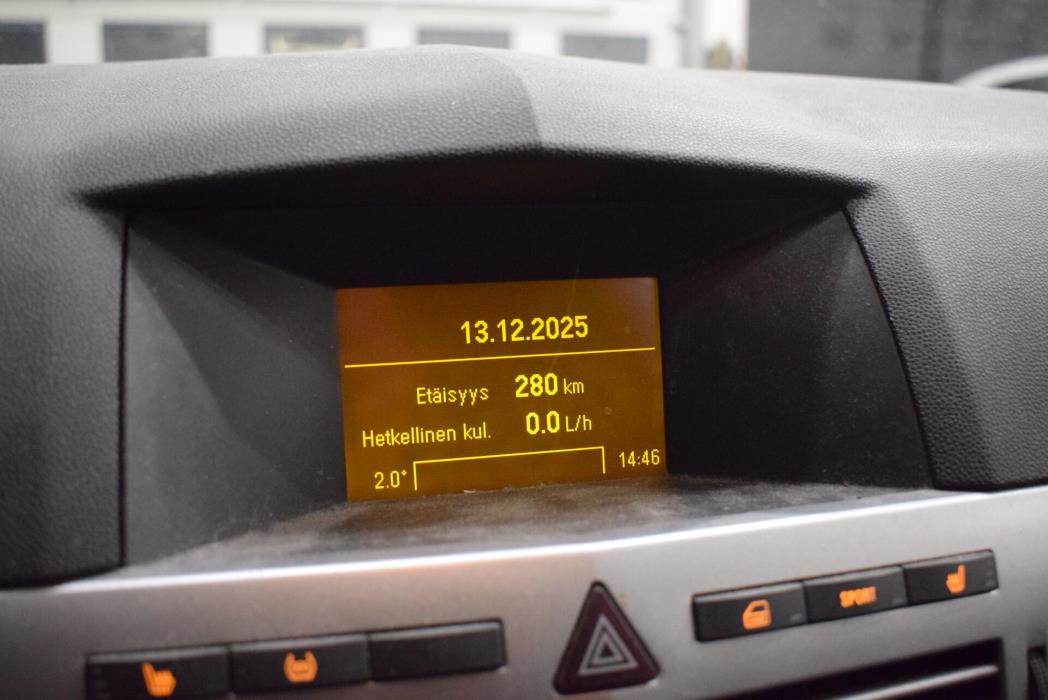 13.12.2025
Etäisyys 280 km
Hetkellinen kul. 0.0 L/h
2.0° 14:46
SPORT